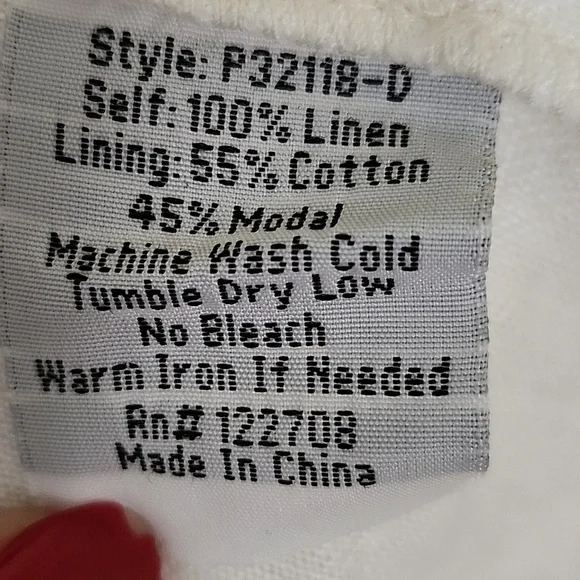 Style: P32118-D
Self: 100% Linen
Lining: 55% Cotton
45% Modal
Machine Wash Cold
Tumble Dry Low
No Bleach
Warm Iron If Needed
Rn# 122708
Made In China